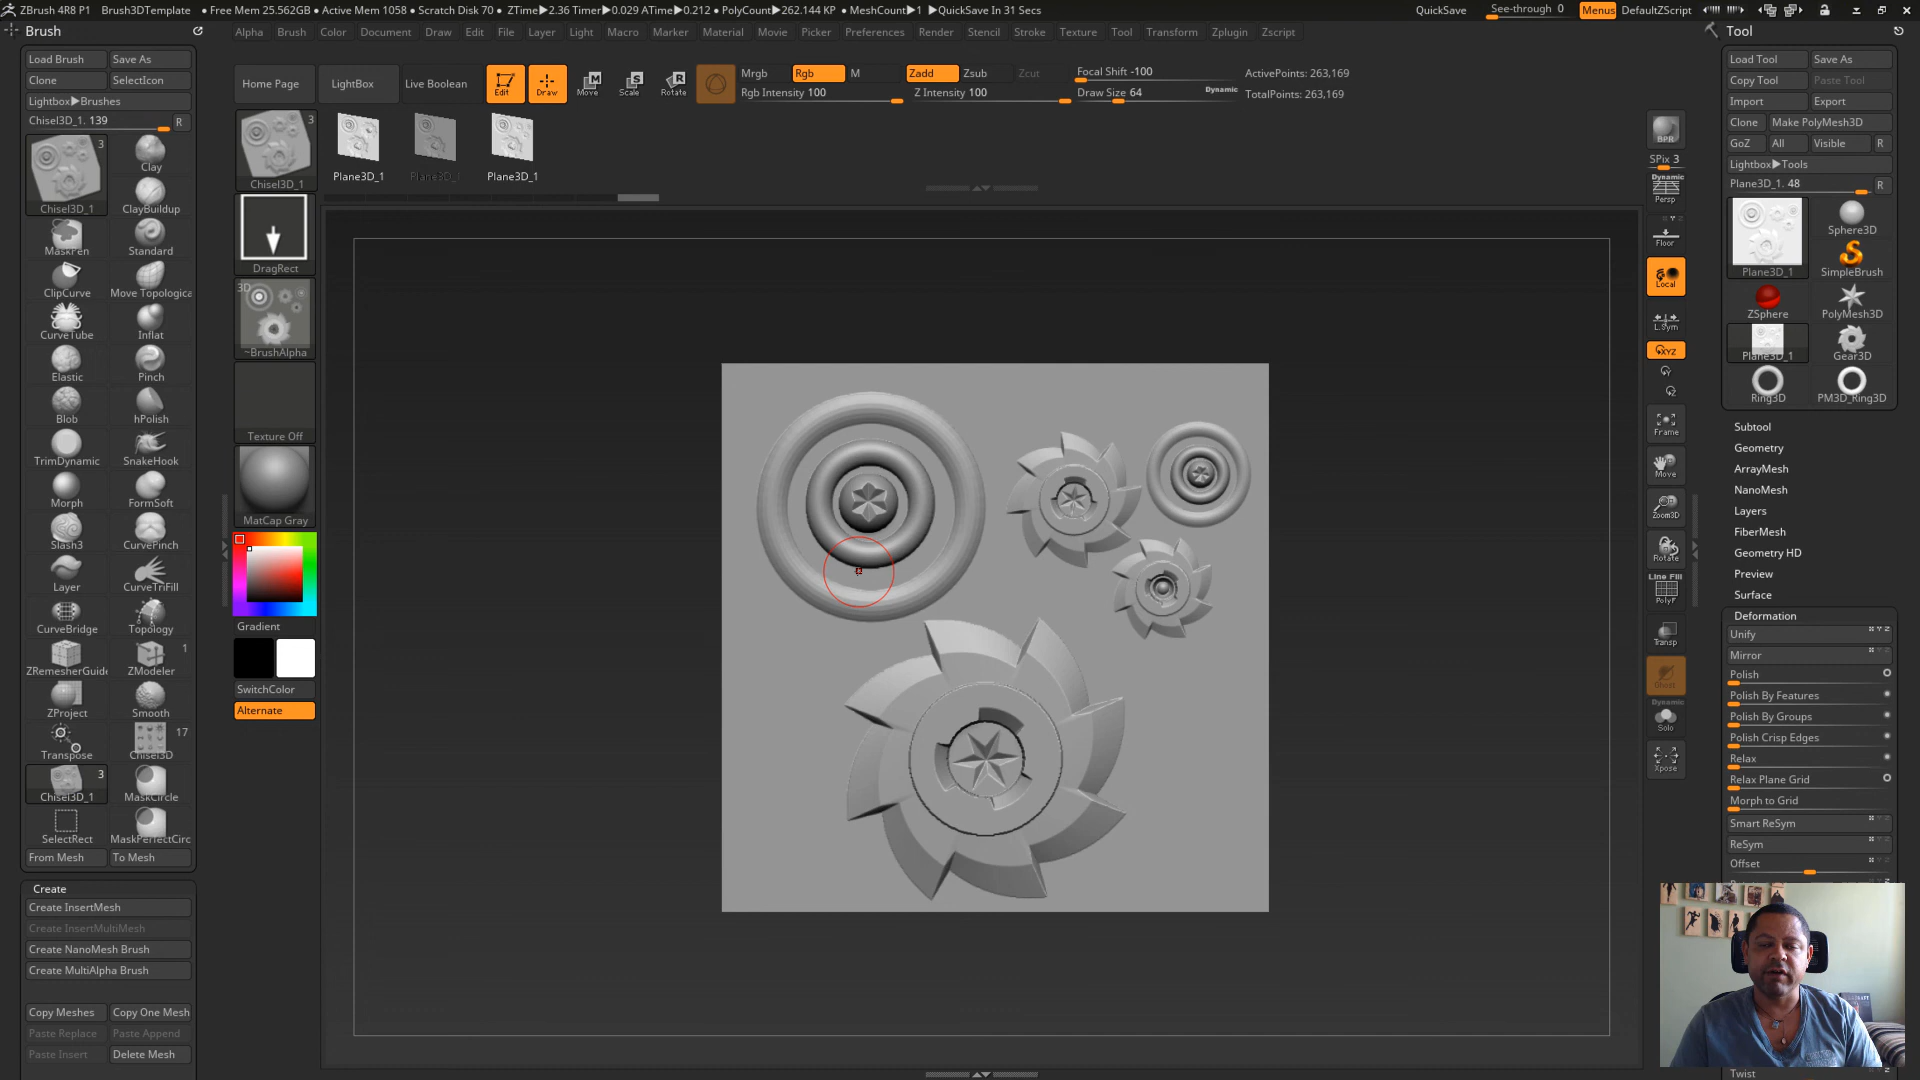 ZBrush 4R8 P1 Brush3DTemplate • Free Mem 25.562GB • Active Mem 1058 • Scratch Disk 70 • ZTime▶2.36 Timer▶0.029 ATime▶0.212 • PolyCount▶262.144 KP • MeshCount▶1 ▶QuickSave In 31 Secs QuickSave See-through 0 Menus DefaultZScript
Brush
Alpha Brush Color Document Draw Edit File Layer Light Macro Marker Material Movie Picker Preferences Render Stencil Stroke Texture Tool Transform Zplugin Zscript
Tool
Load Brush Save As
Clone SelectIcon
Lightbox▶Brushes
Chisel3D_1. 139 R
Home Page LightBox Live Boolean Edit Draw Move Scale Rotate
Mrgb Rgb M Zadd Zsub Zcut Focal Shift -100 ActivePoints: 263,169
Rgb Intensity 100 Z Intensity 100 Draw Size 64 Dynamic TotalPoints: 263,169
Load Tool Save As
Copy Tool Paste Tool
Import Export
Clone Make PolyMesh3D
GoZ All Visible R
Lightbox▶Tools
Plane3D_1. 48 R
3
Chisel3D_1
Clay
ClayBuildup
MaskPen Standard
ClipCurve Move Topologica
CurveTube Inflat
Elastic Pinch
Blob hPolish
TrimDynamic SnakeHook
Morph FormSoft
Slash3 CurvePinch
Layer CurveTriFill
CurveBridge Topology
1
ZRemesherGuide ZModeler
ZProject Smooth
17
Transpose Chisel3D
3
Chisel3D_1 MaskCircle
SelectRect MaskPerfectCirc
From Mesh To Mesh
Create
Create InsertMesh
Create InsertMultiMesh
Create NanoMesh Brush
Create MultiAlpha Brush
Copy Meshes Copy One Mesh
Paste Replace Paste Append
Paste Insert Delete Mesh
3
Chisel3D_1
Plane3D_1 Plane3D_1 Plane3D_1
DragRect
3D
~BrushAlpha
Texture Off
MatCap Gray
Gradient
SwitchColor
Alternate
BPR
SPix 3
Dynamic
Persp
Floor
Local
L.Sym
XYZ
Frame
Move
Zoom3D
Rotate
Line Fill
PolyF
Transp
Ghost
Dynamic
Solo
Xpose
Plane3D_1 Sphere3D
SimpleBrush
ZSphere PolyMesh3D
Plane3D_1 Gear3D
Ring3D PM3D_Ring3D
Subtool
Geometry
ArrayMesh
NanoMesh
Layers
FiberMesh
Geometry HD
Preview
Surface
Deformation
Unify
Mirror
Polish
Polish By Features
Polish By Groups
Polish Crisp Edges
Relax
Relax Plane Grid
Morph to Grid
Smart ReSym
ReSym
Offset
Twist